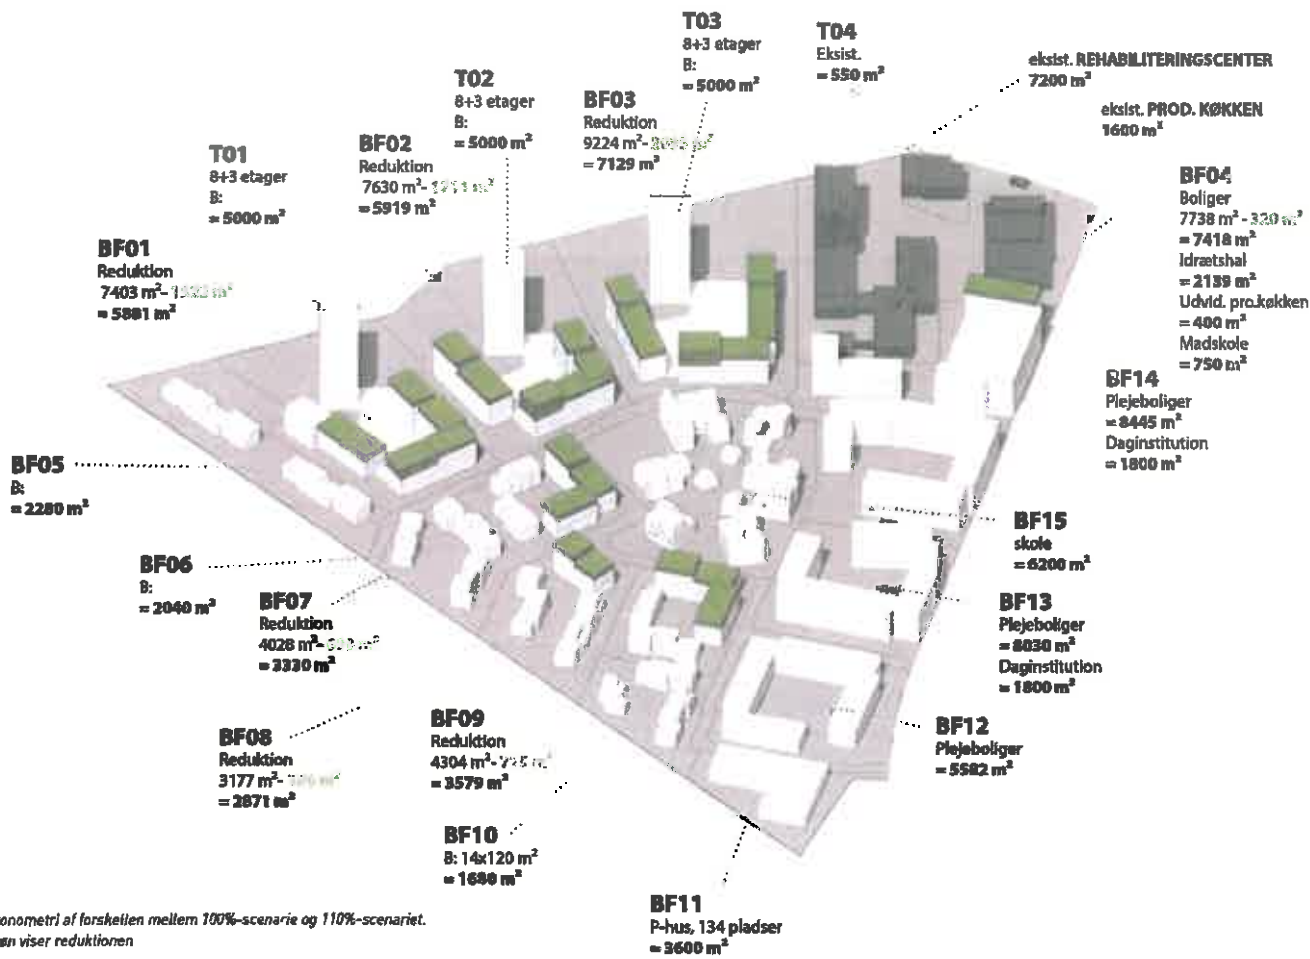 T03
8+3 etager
B:
= 5000 m²
T04
Eksist.
= 550 m²
eksist. REHABILITERINGSCENTER
7200 m²
eksist. PROD. KØKKEN
1600 m²
T02
8+3 etager
B:
= 5000 m²
BF03
Reduktion
9224 m²-
= 7129 m²
BF02
Reduktion
7630 m²-
= 5919 m²
T01
8+3 etager
B:
= 5000 m²
BF04
Boliger
7738 m² - 320 m²
= 7418 m²
Idrætshal
= 2139 m²
Udvid. pro.køkken
= 400 m²
Madskole
= 750 m²
BF01
Reduktion
7403 m²-
= 5881 m²
BF14
Plejeboliger
= 8445 m²
Daginstitution
= 1800 m²
BF05
B:
= 2280 m²
BF15
skole
= 6200 m²
BF06
B:
= 2040 m²
BF07
Reduktion
4028 m²-
= 3330 m²
BF13
Plejeboliger
= 8030 m²
Daginstitution
= 1800 m²
BF08
Reduktion
3177 m²-
= 2871 m²
BF09
Reduktion
4304 m²- 725 m²
= 3579 m²
BF12
Plejeboliger
= 5582 m²
BF10
B: 14x120 m²
= 1680 m²
BF11
P-hus, 134 pladser
= 3600 m²
onometri af forskellen mellem 100%-scenarie og 110%-scenariet.
øn viser reduktionen